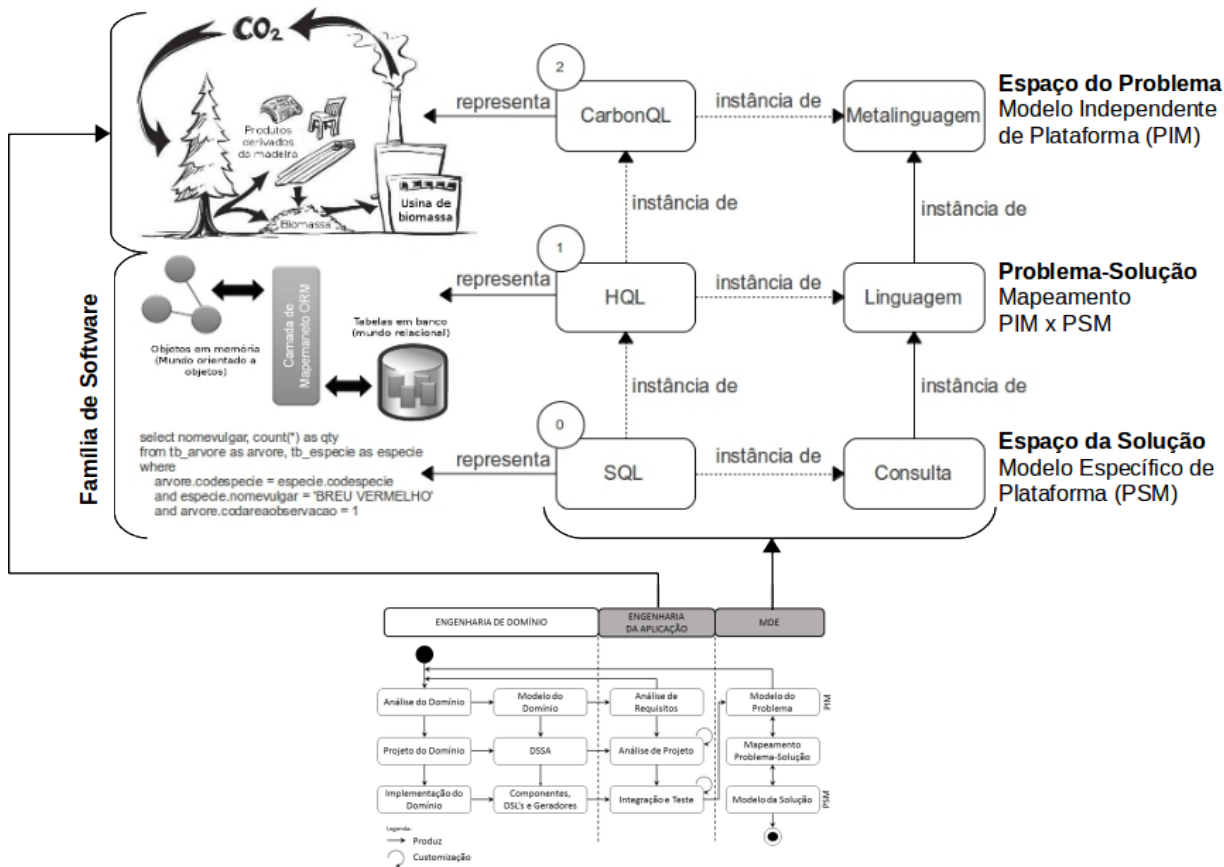 CO₂
Produtos
derivados
da madeira
Biomassa
Usina de
biomassa
representa
2
CarbonQL
instância de
Metalinguagem
Espaço do Problema
Modelo Independente
de Plataforma (PIM)
instância de
instância de
Família de Software
Objetos em memória
(Mundo orientado a
objetos)
Camada de
Mapemaneto ORM
Tabelas em banco
(mundo relacional)
representa
1
HQL
instância de
Linguagem
Problema-Solução
Mapeamento
PIM x PSM
instância de
instância de
select nomevulgar, count(*) as qty
from tb_arvore as arvore, tb_especie as especie
where
arvore.codespecie = especie.codespecie
and especie.nomevulgar = 'BREU VERMELHO'
and arvore.codareaobservacao = 1
representa
0
SQL
instância de
Consulta
Espaço da Solução
Modelo Específico de
Plataforma (PSM)
ENGENHARIA DE DOMÍNIO
ENGENHARIA
DA APLICAÇÃO
MDE
Análise do Domínio
Modelo do
Domínio
Análise de
Requisitos
Modelo do
Problema
PIM
Projeto do Domínio
DSSA
Análise de Projeto
Mapeamento
Problema-Solução
Implementação do
Domínio
Componentes,
DSL's e Geradores
Integração e Teste
Modelo da Solução
PSM
Legenda:
Produz
Customização